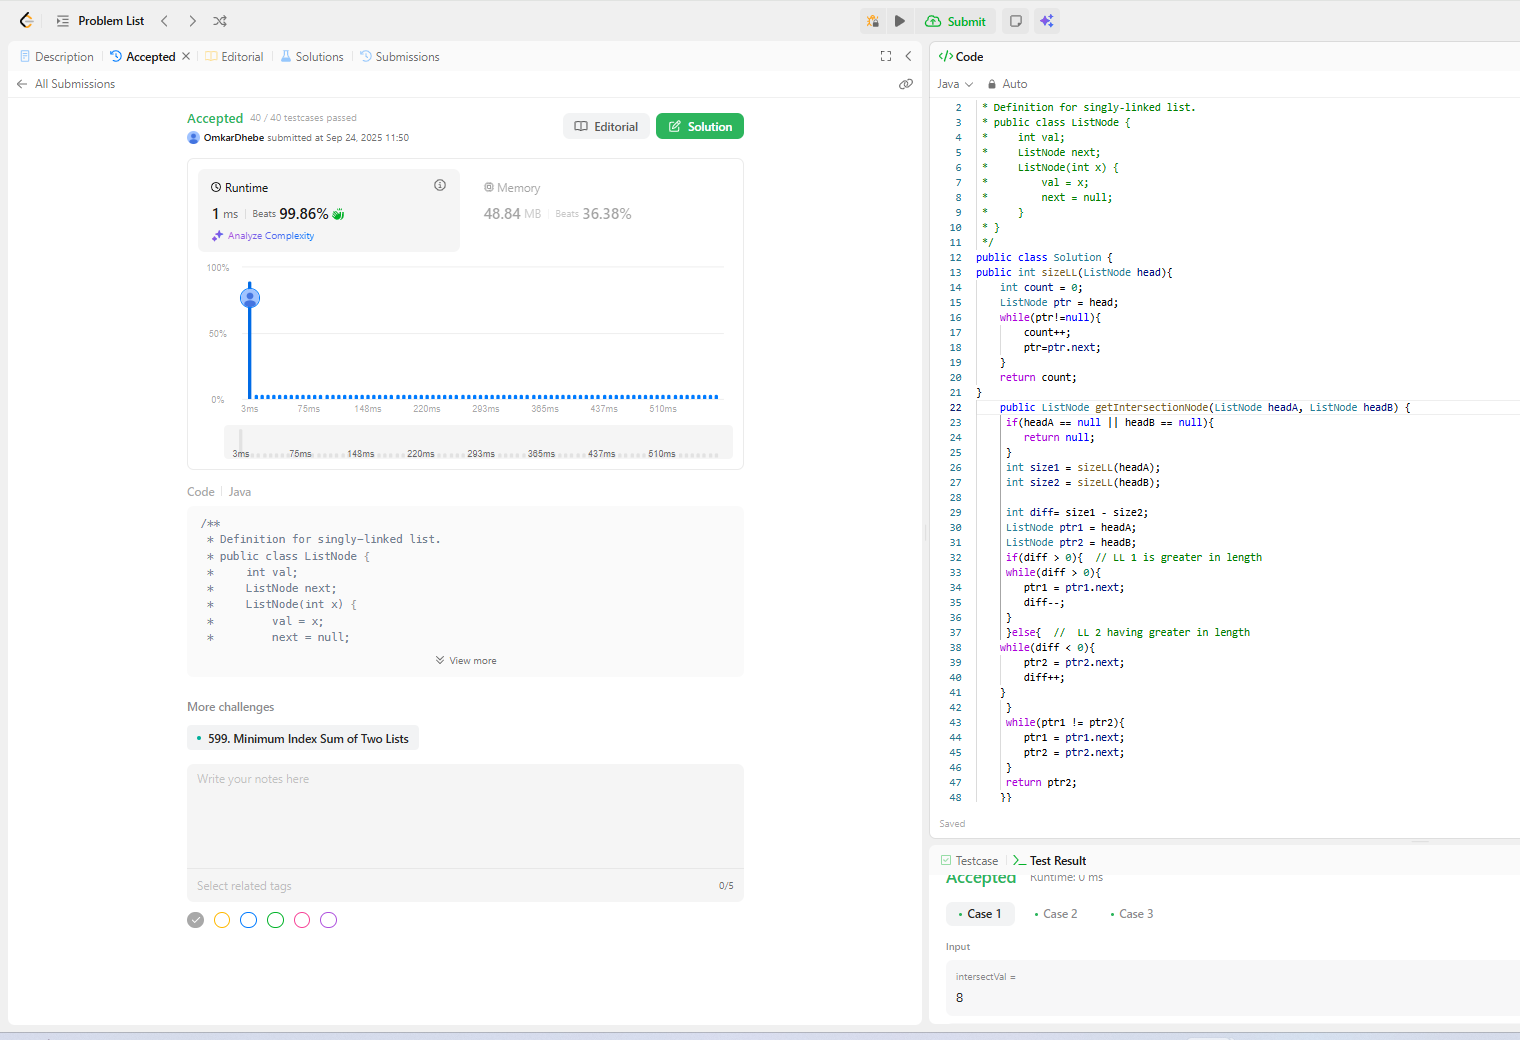 Problem List
Submit
Description
Accepted
Editorial
Solutions
Submissions
All Submissions
Accepted 40 / 40 testcases passed
OmkarDhebe submitted at Sep 24, 2025 11:50
Editorial
Solution
Runtime
1 ms Beats 99.86%
Analyze Complexity
Memory
48.84 MB Beats 36.38%
100%
50%
0%
3ms 75ms 148ms 220ms 293ms 365ms 437ms 510ms
3ms 75ms 148ms 220ms 293ms 365ms 437ms 510ms
Code Java
/**
* Definition for singly-linked list.
* public class ListNode {
*     int val;
*     ListNode next;
*     ListNode(int x) {
*         val = x;
*         next = null;
View more
More challenges
599. Minimum Index Sum of Two Lists
Write your notes here
Select related tags 0/5
</> Code
Java Auto
2 * Definition for singly-linked list.
3 * public class ListNode {
4 *     int val;
5 *     ListNode next;
6 *     ListNode(int x) {
7 *         val = x;
8 *         next = null;
9 *     }
10 * }
11 */
12 public class Solution {
13 public int sizeLL(ListNode head){
14     int count = 0;
15     ListNode ptr = head;
16     while(ptr!=null){
17         count++;
18         ptr=ptr.next;
19     }
20     return count;
21 }
22     public ListNode getIntersectionNode(ListNode headA, ListNode headB) {
23      if(headA == null || headB == null){
24         return null;
25      }
26      int size1 = sizeLL(headA);
27      int size2 = sizeLL(headB);
28
29      int diff= size1 - size2;
30      ListNode ptr1 = headA;
31      ListNode ptr2 = headB;
32      if(diff > 0){  // LL 1 is greater in length
33      while(diff > 0){
34         ptr1 = ptr1.next;
35         diff--;
36      }
37      }else{  //  LL 2 having greater in length
38     while(diff < 0){
39         ptr2 = ptr2.next;
40         diff++;
41     }
42      }
43      while(ptr1 != ptr2){
44         ptr1 = ptr1.next;
45         ptr2 = ptr2.next;
46      }
47      return ptr2;
48     }}
Saved
Testcase
Test Result
Accepted Runtime: 0 ms
Case 1
Case 2
Case 3
Input
intersectVal =
8